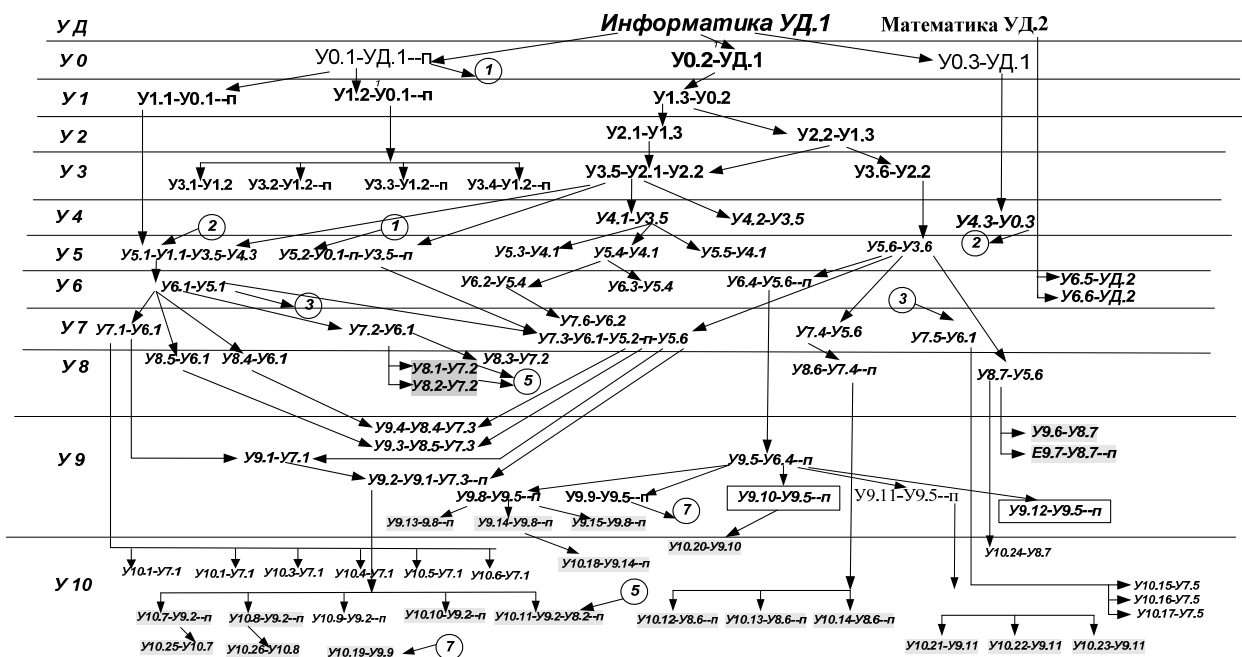 У Д Информатика УД.1 Математика УД.2
У 0 У0.1-УД.1--п 1 У0.2-УД.1 У0.3-УД.1
У 1 У1.1-У0.1--п У1.2-У0.1--п У1.3-У0.2
У 2 У2.1-У1.3 У2.2-У1.3
У 3 У3.1-У1.2 У3.2-У1.2--п У3.3-У1.2--п У3.4-У1.2--п У3.5-У2.1-У2.2 У3.6-У2.2
У 4 2 1 У4.1-У3.5 У4.2-У3.5 У4.3-У0.3
У 5 У5.1-У1.1-У3.5-У4.3 У5.2-У0.1-п-У3.5--п У5.3-У4.1 У5.4-У4.1 У5.5-У4.1 У5.6-У3.6 2
У 6 У6.1-У5.1 3 У6.2-У5.4 У6.3-У5.4 У6.4-У5.6--п У6.5-УД.2
У6.6-УД.2
3
У7.6-У6.2
У 7 У7.1-У6.1 У7.2-У6.1 У7.3-У6.1-У5.2-п-У5.6 У7.4-У5.6 У7.5-У6.1
У 8 У8.5-У6.1 У8.4-У6.1 У8.3-У7.2
У8.1-У7.2 5 У8.6-У7.4--п У8.7-У5.6
У8.2-У7.2
У9.4-У8.4-У7.3 У9.6-У8.7
У9.3-У8.5-У7.3 Е9.7-У8.7--п
У 9 У9.1-У7.1 У9.5-У6.4--п
У9.2-У9.1-У7.3--п
У9.8-У9.5--п У9.9-У9.5--п У9.10-У9.5--п У9.11-У9.5--п У9.12-У9.5--п
7
У9.13-9.8--п У9.14-У9.8--п У9.15-У9.8--п
У10.20-У9.10 У10.24-У8.7
У10.18-У9.14--п
У10.1-У7.1 У10.1-У7.1 У10.3-У7.1 У10.4-У7.1 У10.5-У7.1 У10.6-У7.1
У 10 5 У10.15-У7.5
У10.16-У7.5
У10.17-У7.5
У10.7-У9.2--п У10.8-У9.2--п У10.9-У9.2--п У10.10-У9.2--п У10.11-У9.2-У8.2--п У10.12-У8.6--п У10.13-У8.6--п У10.14-У8.6--п
У10.25-У10.7 У10.26-У10.8 У10.19-У9.9 7 У10.21-У9.11 У10.22-У9.11 У10.23-У9.11